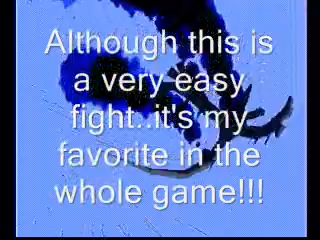 Although this is
a very easy
fight..it's my
favorite in the
whole game!!!